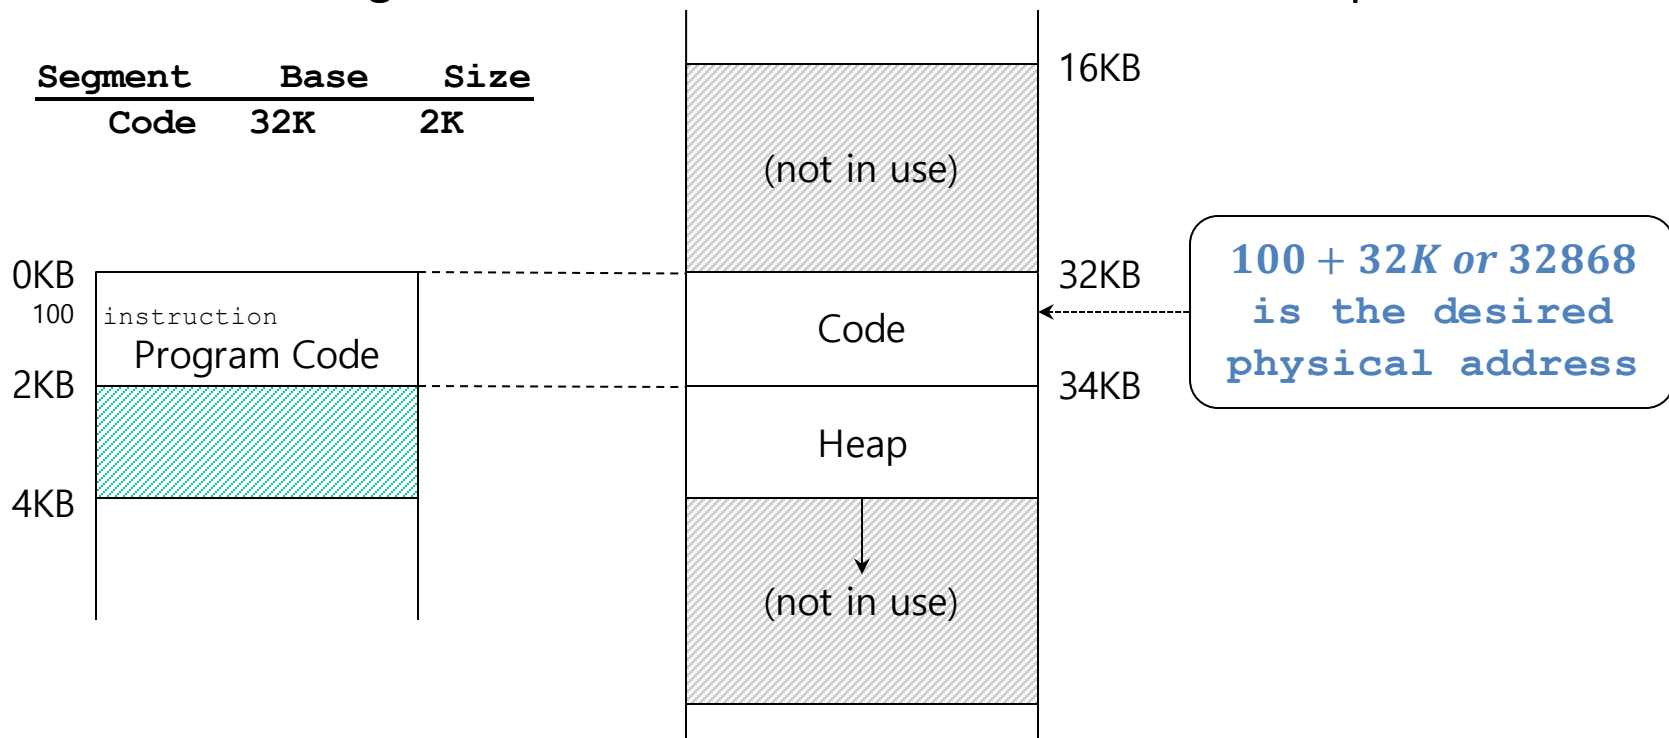 Segment Base Size
Code 32K 2K
0KB
100
instruction
Program Code
2KB
4KB
16KB
(not in use)
32KB
Code
34KB
Heap
(not in use)
100 + 32K or 32868
is the desired
physical address